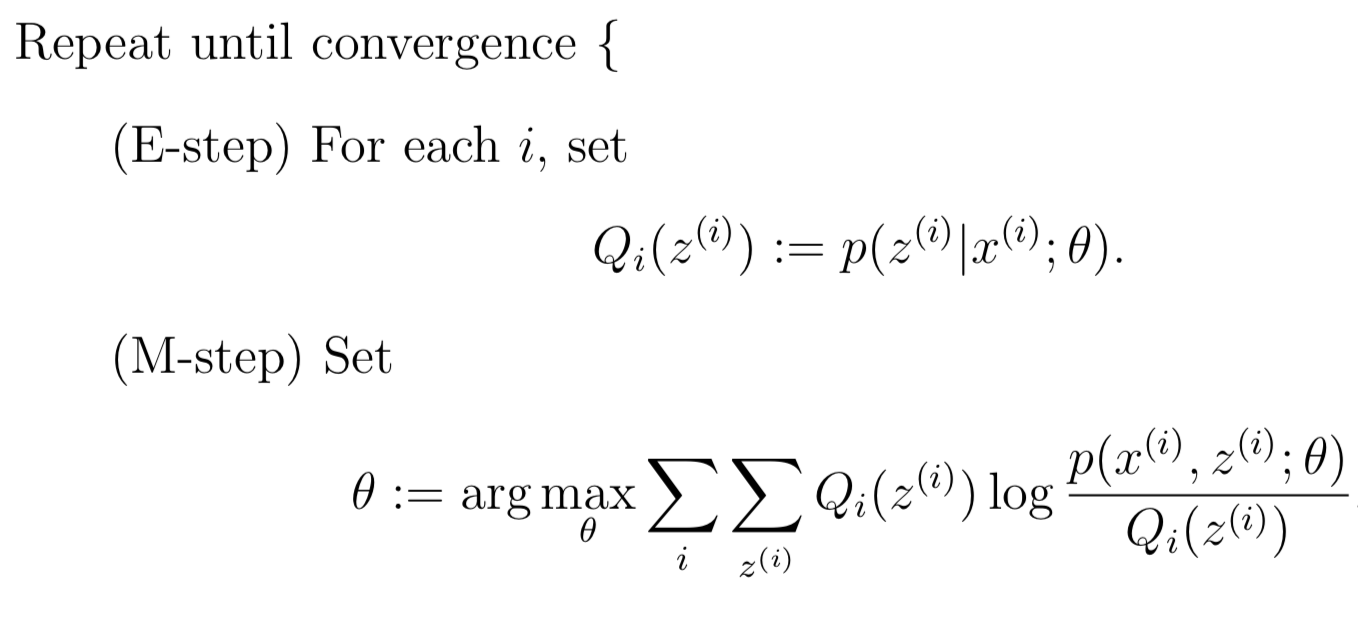 Repeat until convergence {
(E-step) For each i, set
Q_i(z^{(i)}) := p(z^{(i)}|x^{(i)}; θ).
(M-step) Set
θ := arg max_θ ∑_i ∑_{z^{(i)}} Q_i(z^{(i)}) log \frac{p(x^{(i)}, z^{(i)}; θ)}{Q_i(z^{(i)})}